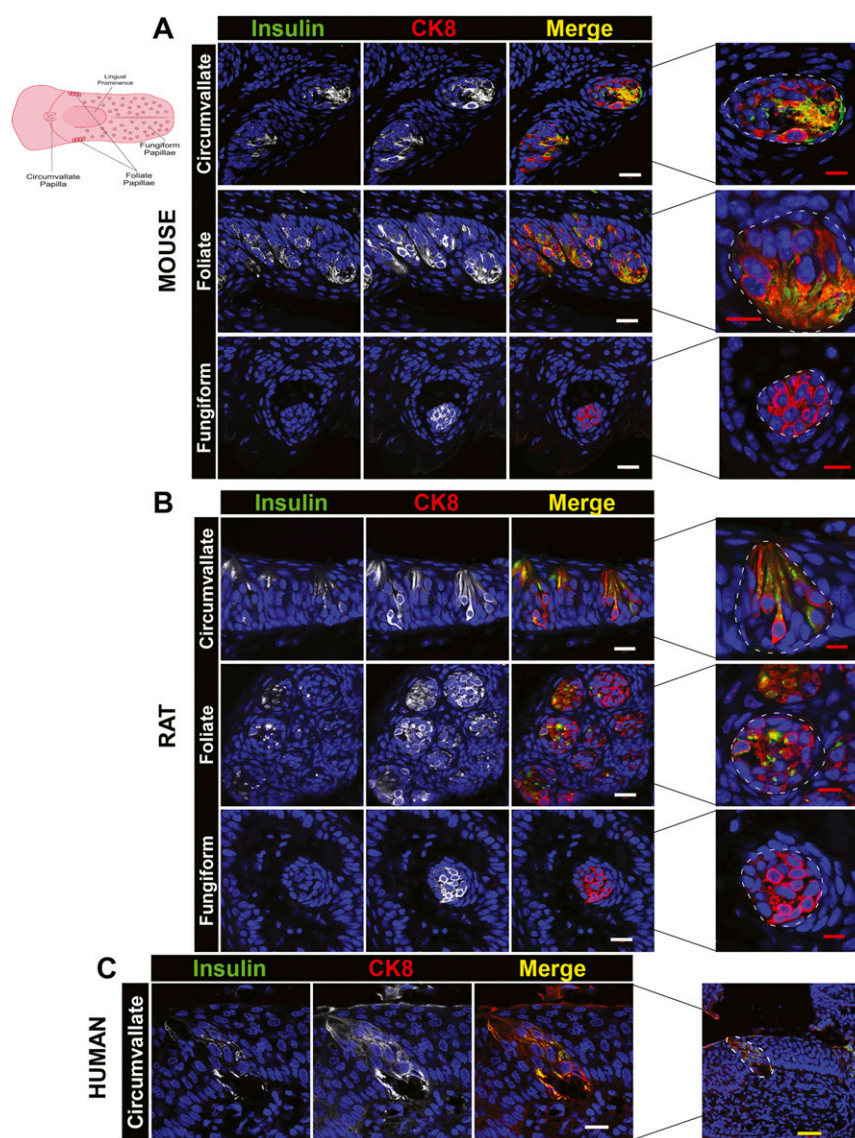 A
Insulin CK8 Merge
Lingual
Prominence
Fungiform
Papillae
Foliate
Papillae
Circumvallate
Papilla
MOUSE
Circumvallate
Foliate
Fungiform
B
Insulin CK8 Merge
RAT
Circumvallate
Foliate
Fungiform
C
Insulin CK8 Merge
HUMAN
Circumvallate